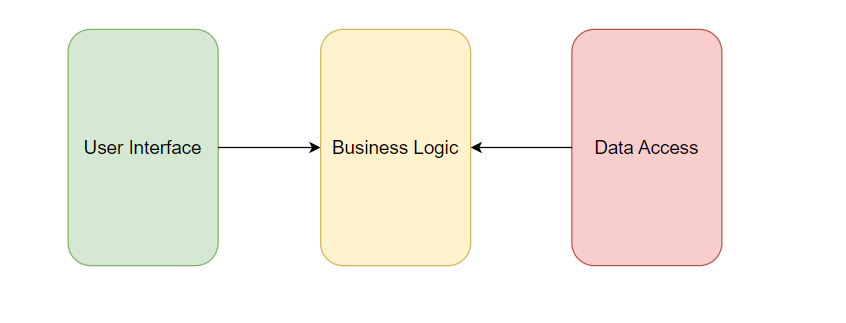 User Interface
Business Logic
Data Access